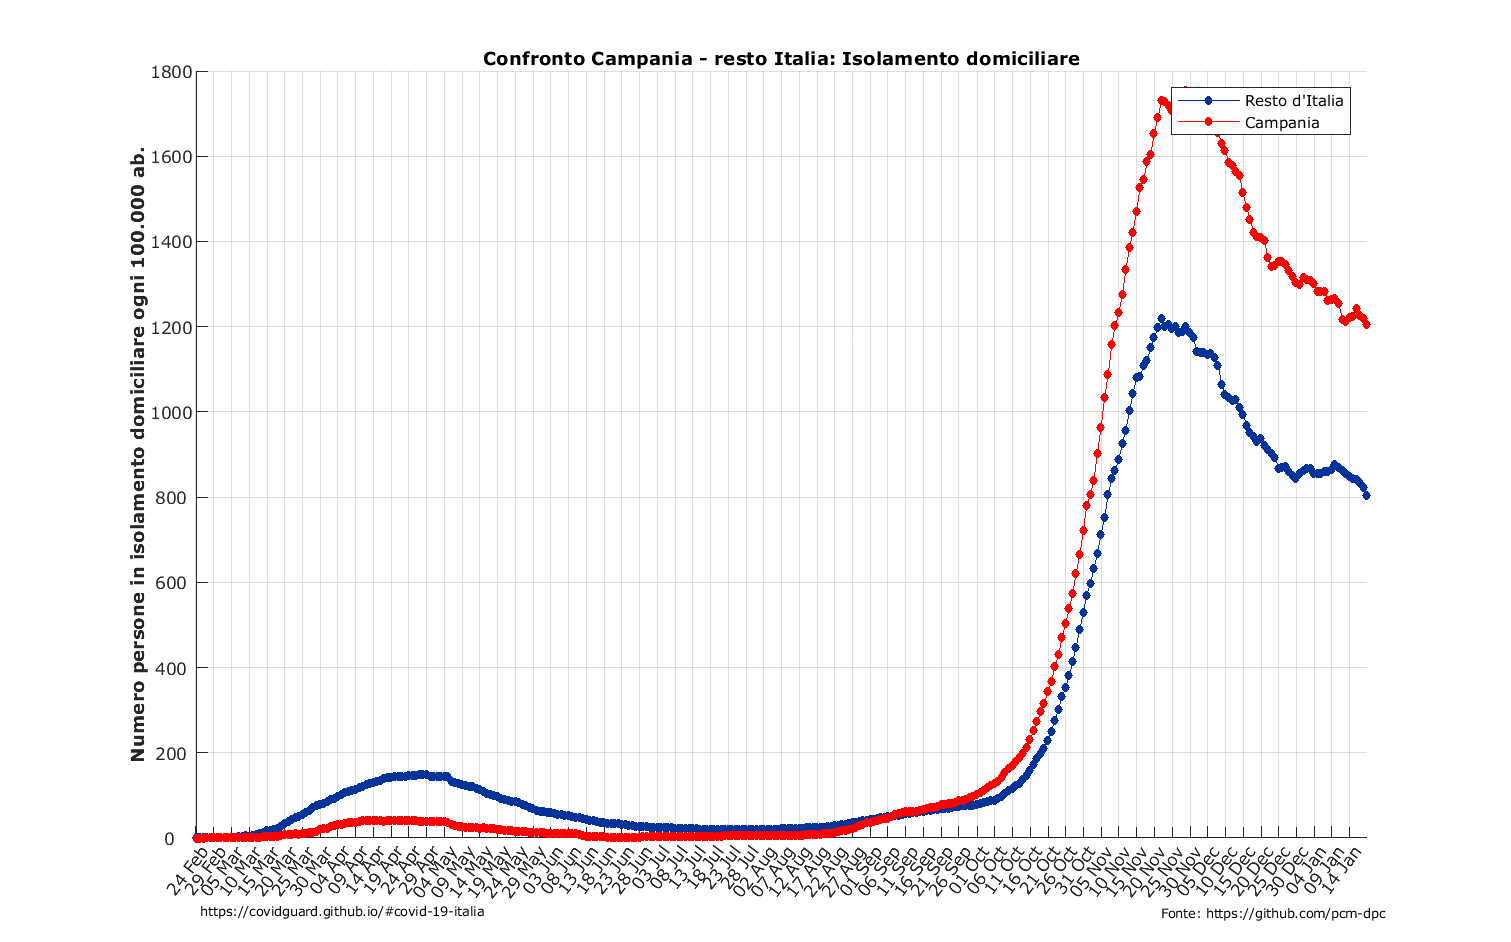 Confronto Campania - resto Italia: Isolamento domiciliare
Numero persone in isolamento domiciliare ogni 100.000 ab.
1800
1600
1400
1200
1000
800
600
400
200
0
Resto d'Italia
Campania
24 Feb
29 Feb
05 Mar
10 Mar
15 Mar
20 Mar
25 Mar
30 Mar
04 Apr
09 Apr
14 Apr
19 Apr
24 Apr
29 Apr
04 May
09 May
14 May
19 May
24 May
29 May
03 Jun
08 Jun
13 Jun
18 Jun
23 Jun
28 Jun
03 Jul
08 Jul
13 Jul
18 Jul
23 Jul
28 Jul
02 Aug
07 Aug
12 Aug
17 Aug
22 Aug
27 Aug
01 Sep
06 Sep
11 Sep
16 Sep
21 Sep
26 Sep
01 Oct
06 Oct
11 Oct
16 Oct
21 Oct
26 Oct
31 Oct
05 Nov
10 Nov
15 Nov
20 Nov
25 Nov
30 Nov
05 Dec
10 Dec
15 Dec
20 Dec
25 Dec
30 Dec
04 Jan
09 Jan
14 Jan
https://covidguard.github.io/#covid-19-italia
Fonte: https://github.com/pcm-dpc